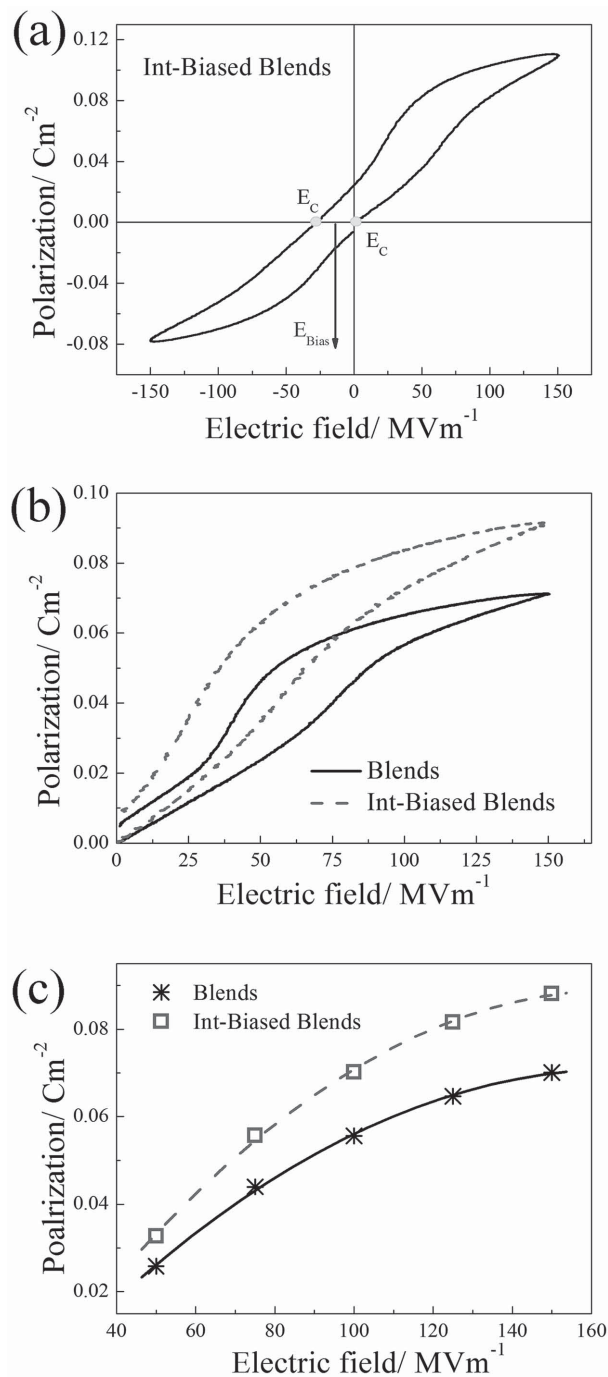 (a)
0.12
0.08
0.04
0.00
-0.04
-0.08
Polarization/ Cm-2
Int-Biased Blends
EC
EC
EBias
-150 -100 -50 0 50 100 150
Electric field/ MVm-1
(b)
0.10
0.08
0.06
0.04
0.02
0.00
Polarization/ Cm-2
Blends
Int-Biased Blends
0 25 50 75 100 125 150
Electric field/ MVm-1
(c)
0.08
0.06
0.04
0.02
Poalrization/ Cm-2
Blends
Int-Biased Blends
40 60 80 100 120 140 160
Electric field/ MVm-1